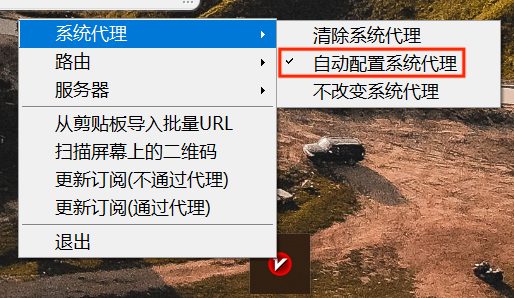 系统代理
路由
服务器
从剪贴板导入批量URL
扫描屏幕上的二维码
更新订阅(不通过代理)
更新订阅(通过代理)
退出
清除系统代理
自动配置系统代理
不改变系统代理